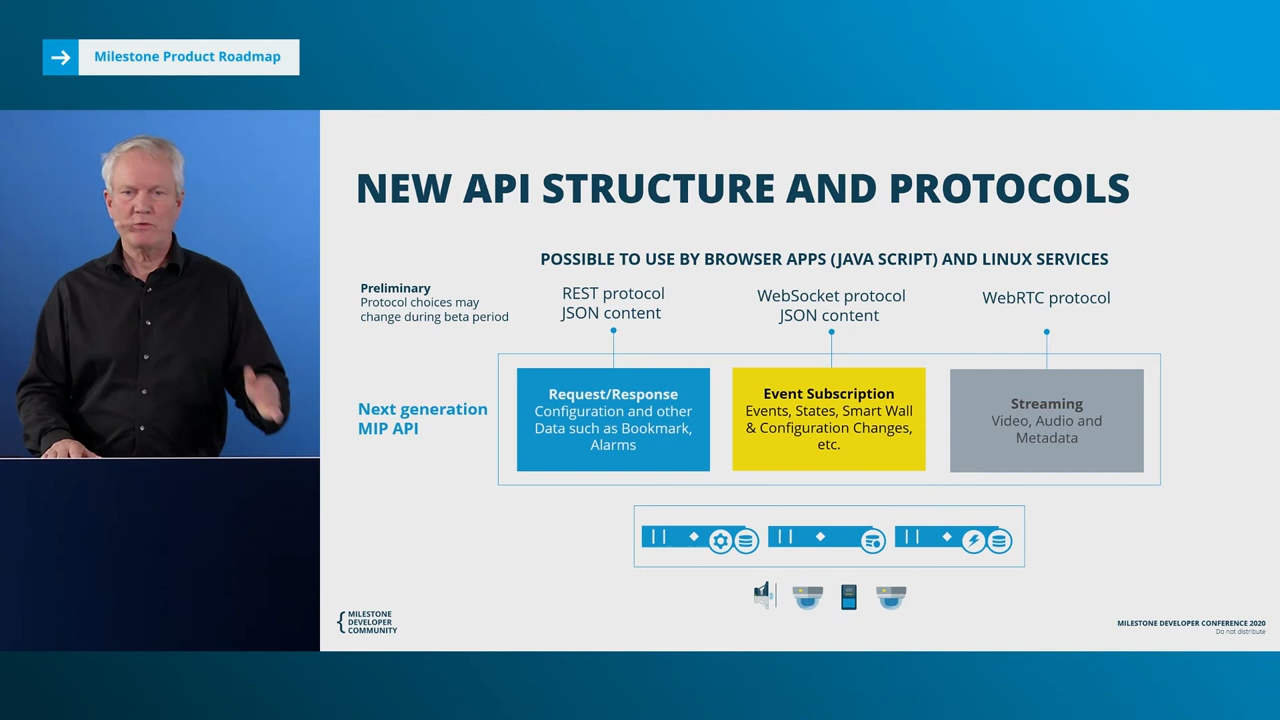 Milestone Product Roadmap
NEW API STRUCTURE AND PROTOCOLS
POSSIBLE TO USE BY BROWSER APPS (JAVA SCRIPT) AND LINUX SERVICES
Preliminary
Protocol choices may
change during beta period
REST protocol
JSON content
WebSocket protocol
JSON content
WebRTC protocol
Next generation
MIP API
Request/Response
Configuration and other
Data such as Bookmark,
Alarms
Event Subscription
Events, States, Smart Wall
& Configuration Changes,
etc.
Streaming
Video, Audio and
Metadata
MILESTONE
DEVELOPER
COMMUNITY
MILESTONE DEVELOPER CONFERENCE 2020
Do not distribute